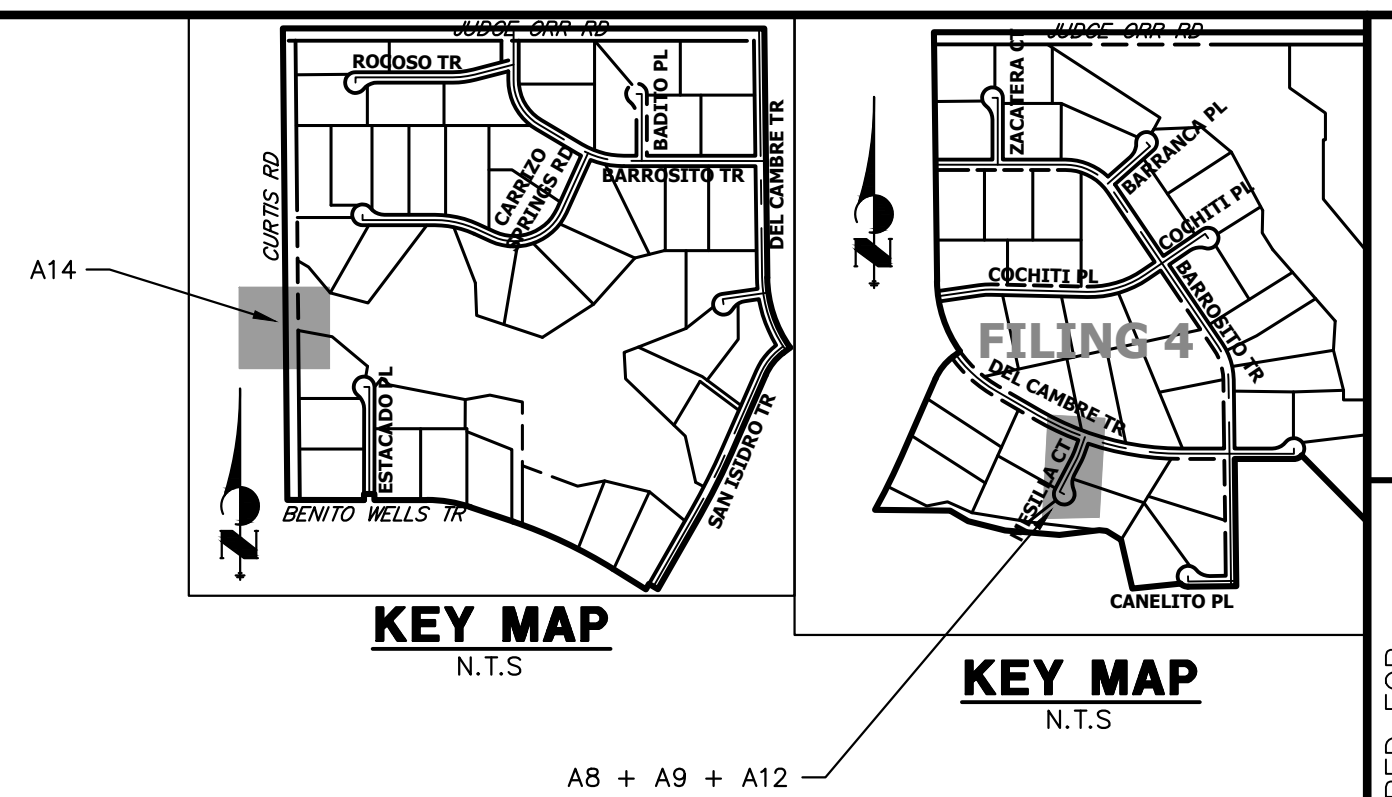 JUDGE ORR RD
ROCOSO TR
BADITO PL
DEL CAMBRE TR
CURTIS RD
CARRIZO
SPRINGS RD
BARROSITO TR
A14
ESTACADO PL
SAN ISIDRO TR
BENITO WELLS TR
N
KEY MAP
N.T.S
JUDGE ORR RD
ZACATERA CT
BARRANCA PL
COCHITI PL
COCHITI PL
BARROSITO TR
N
FILING 4
DEL CAMBRE TR
MESILLA CT
CANELITO PL
KEY MAP
N.T.S
A8 + A9 + A12